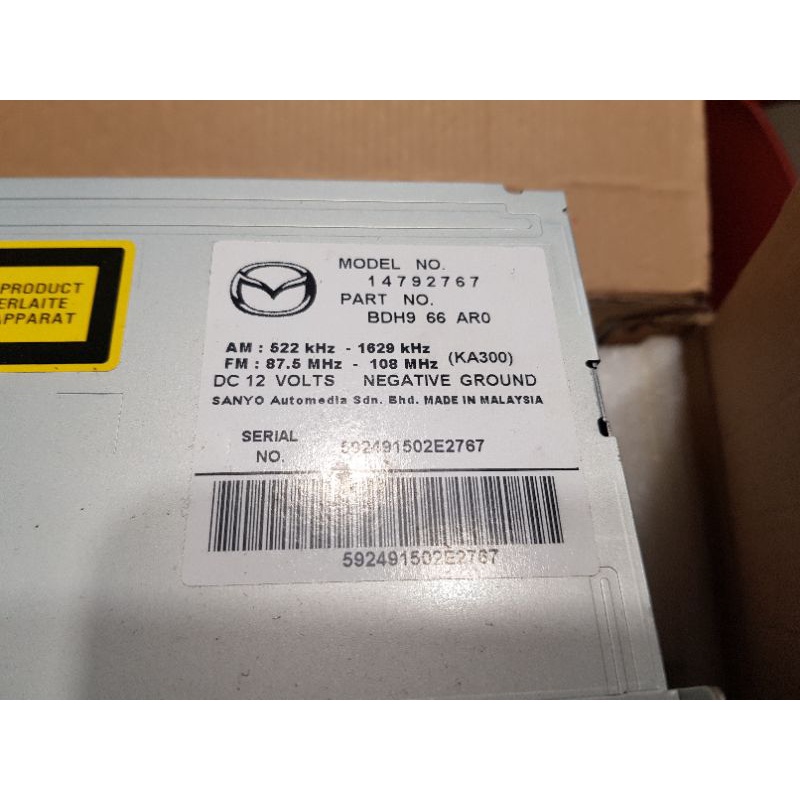 PRODUCT
ERLAITE
APPARAT
MODEL NO.
14792767
PART NO.
BDH9 66 AR0
AM : 522 kHz - 1629 kHz
FM : 87.5 MHz - 108 MHz (KA300)
DC 12 VOLTS NEGATIVE GROUND
SANYO Automedia Sdn. Bhd. MADE IN MALAYSIA
SERIAL NO. 592491502E2767
592491502E2767